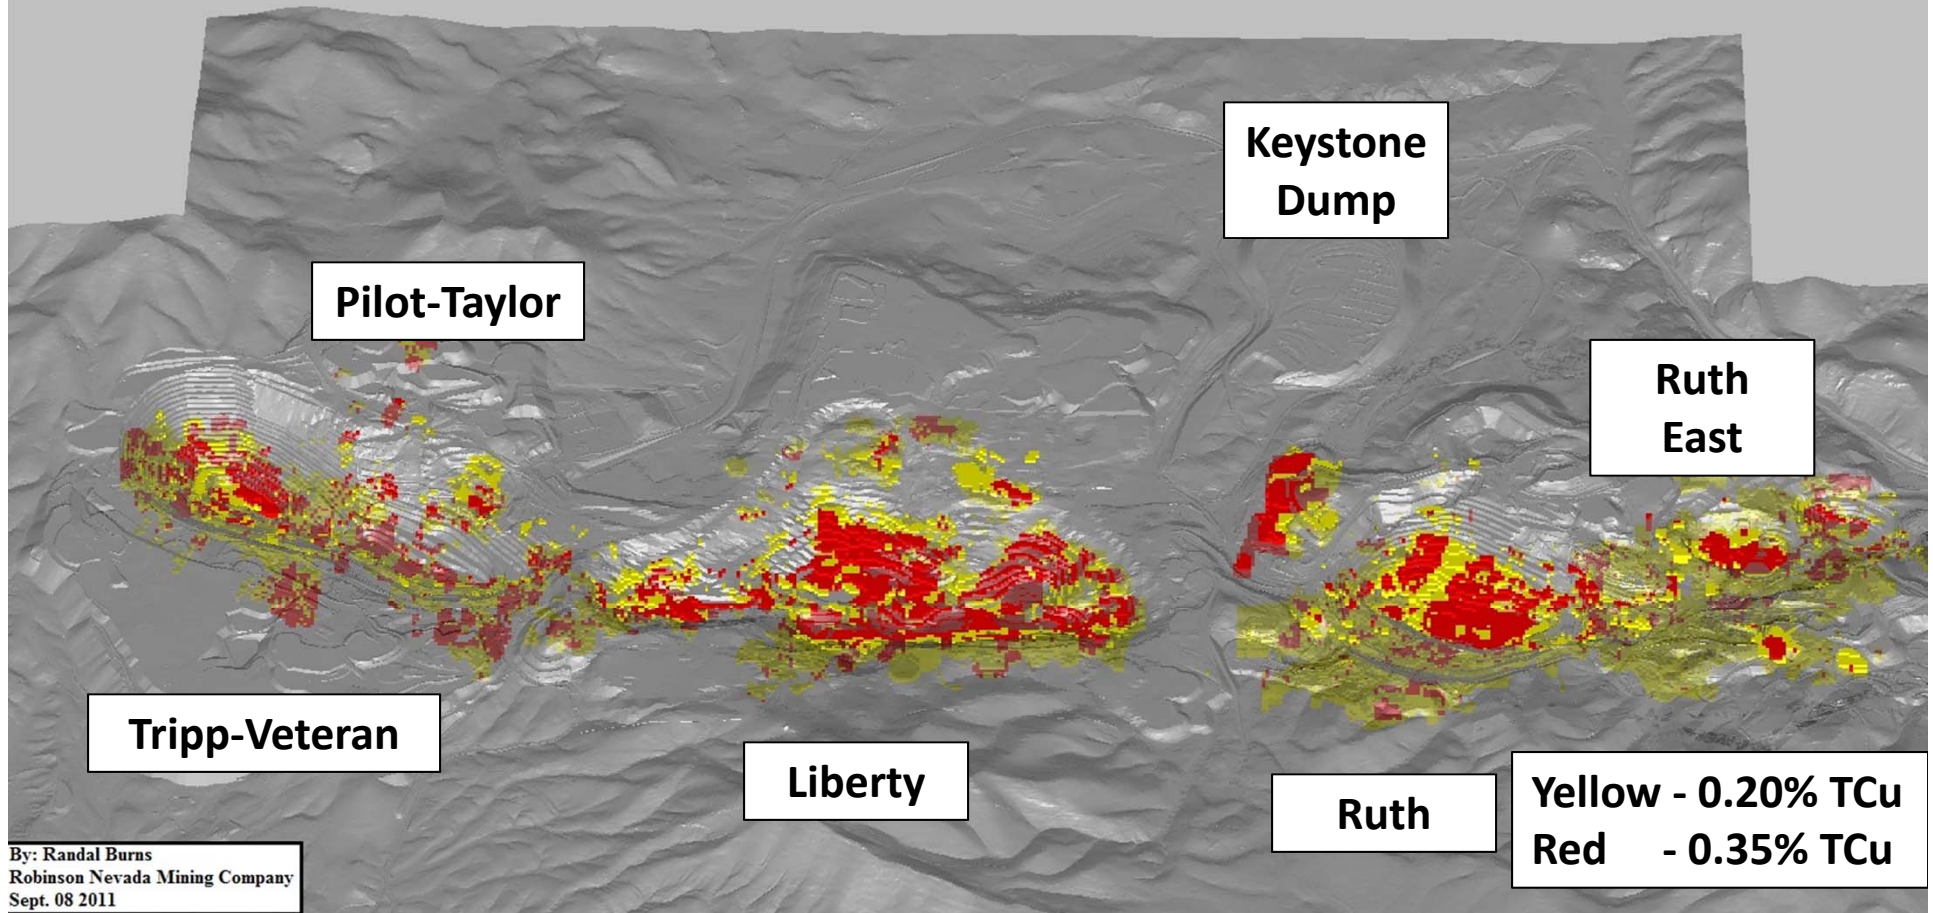 Keystone
Dump
Pilot-Taylor
Ruth
East
Tripp-Veteran
Liberty
Ruth
Yellow - 0.20% TCu
Red - 0.35% TCu
By: Randal Burns
Robinson Nevada Mining Company
Sept. 08 2011